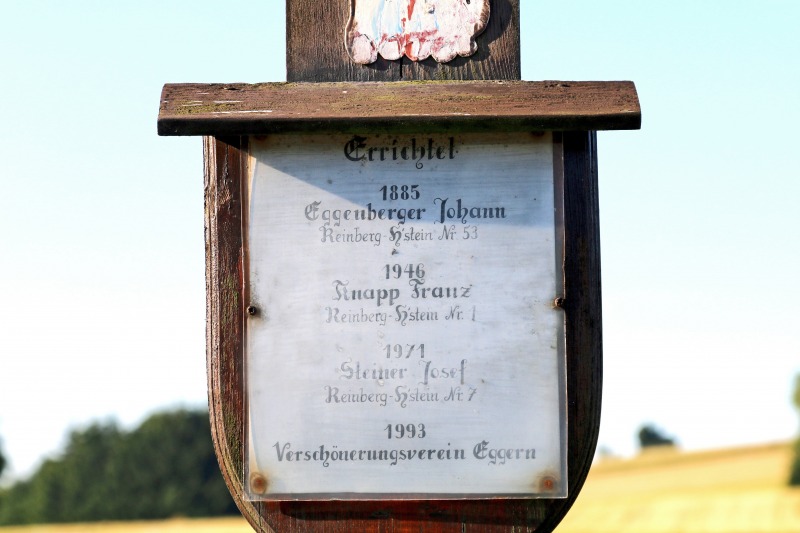 Errichtet
1885
Eggenberger Johann
Reinberg-H'stein Nr 53
1946
Knapp Franz
Reinberg-H'stein Nr. 1
1971
Steiner Josef
Reinberg-H'stein Nr. 7
1993
Verschönerungsverein Eggern